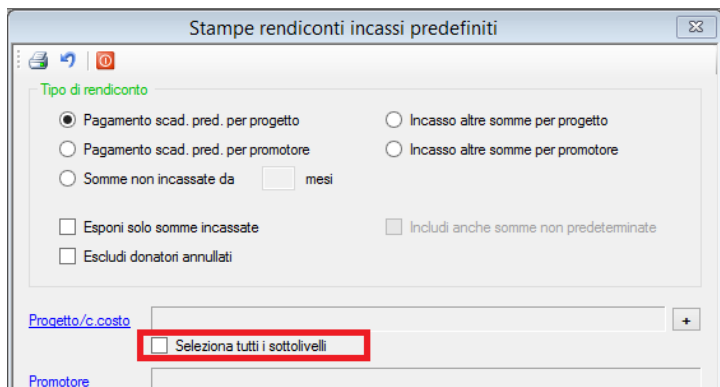 Stampe rendiconti incassi predefiniti
Tipo di rendiconto
Pagamento scad. pred. per progetto
Incasso altre somme per progetto
Pagamento scad. pred. per promotore
Incasso altre somme per promotore
Somme non incassate da mesi
Esponi solo somme incassate
Includi anche somme non predeterminate
Escludi donatori annullati
Progetto/c.costo +
Seleziona tutti i sottolivelli
Promotore